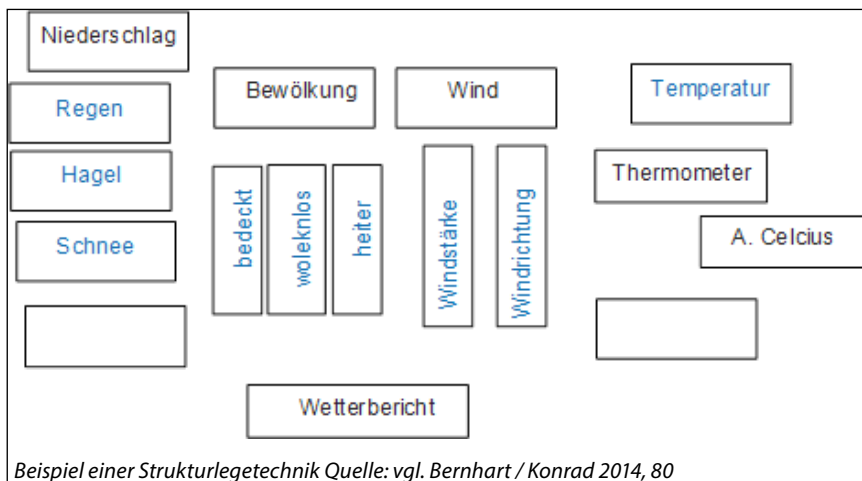 Niederschlag
Regen
Hagel
Schnee
Bewölkung
bedeckt
woleknlos
heiter
Wind
Windstärke
Windrichtung
Temperatur
Thermometer
A. Celcius
Wetterbericht
Beispiel einer Strukturlegetechnik Quelle: vgl. Bernhart / Konrad 2014, 80